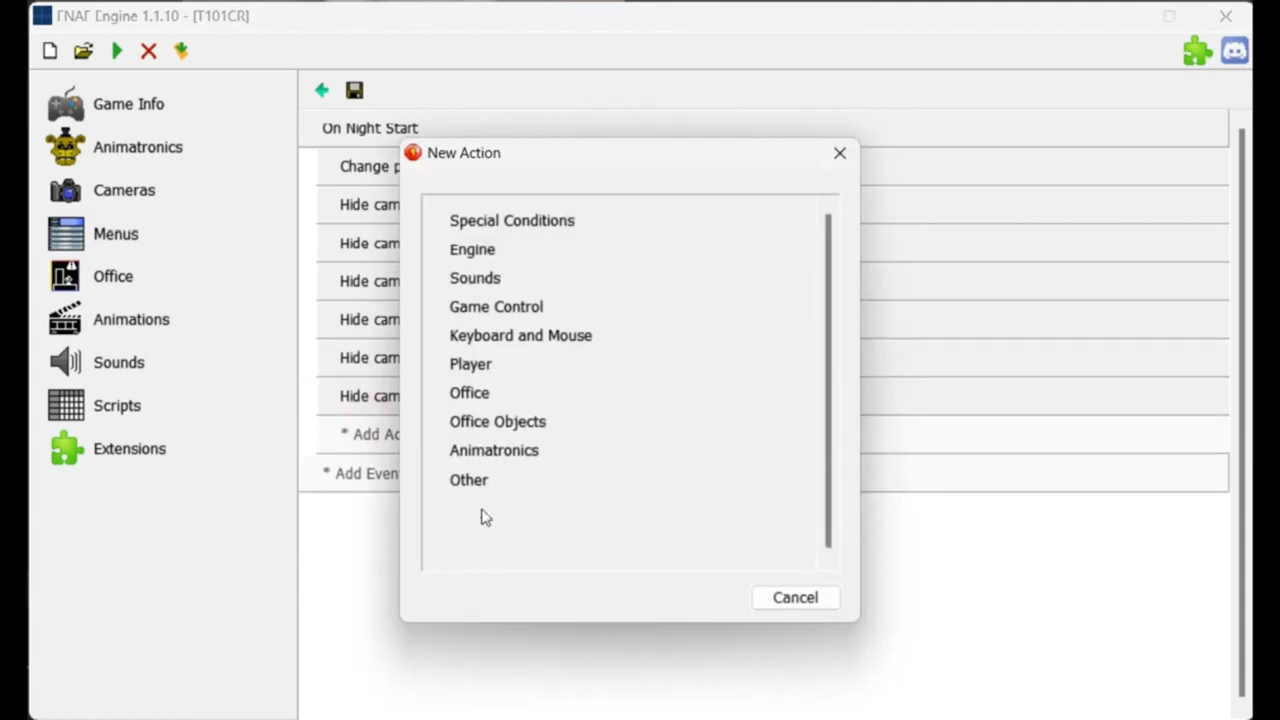 ГNАГ Engine 1.1.10 - [T101CR]
Game Info
Animatronics
Cameras
Menus
Office
Animations
Sounds
Scripts
Extensions
On Night Start
Change p
Hide cam
Hide cam
Hide cam
Hide cam
Hide cam
Hide cam
* Add Ac
* Add Even
New Action
Special Conditions
Engine
Sounds
Game Control
Keyboard and Mouse
Player
Office
Office Objects
Animatronics
Other
Cancel